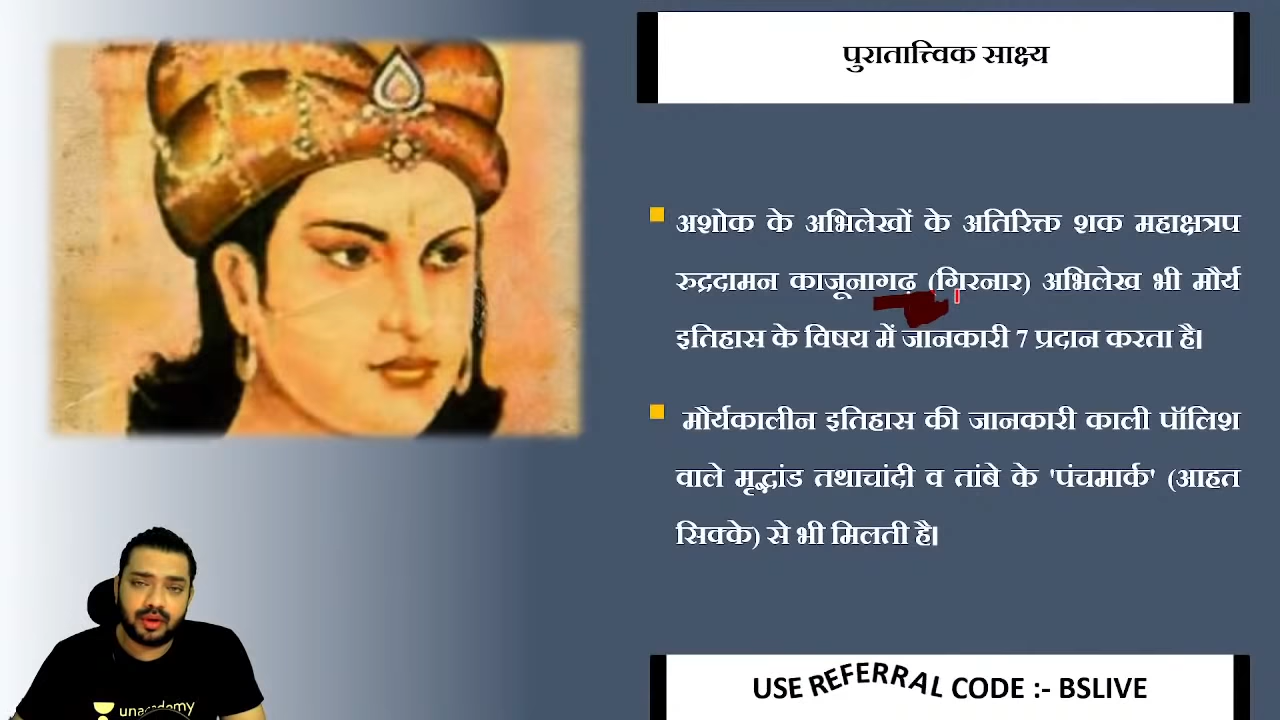 पुरातात्त्विक साक्ष्य
अशोक के अभिलेखों के अतिरिक्त शक महाक्षत्रप
रुद्रदामन काजूनागढ़ (गिरनार) अभिलेख भी मौर्य
इतिहास के विषय में जानकारी 7 प्रदान करता है।
मौर्यकालीन इतिहास की जानकारी काली पॉलिश
वाले मृद्भांड तथाचांदी व तांबे के 'पंचमार्क' (आहत
सिक्के) से भी मिलती है।
unacademy
USE REFERRAL CODE :- BSLIVE